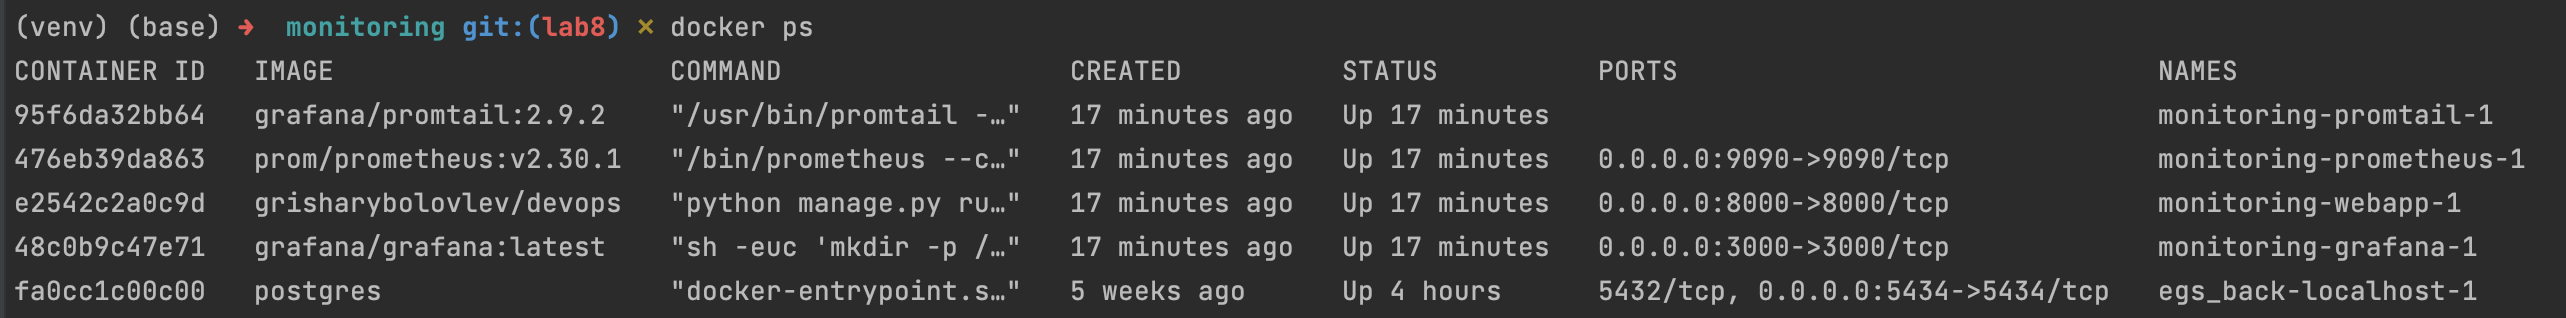 (venv) (base) ➜  monitoring git:(lab8) ✗ docker ps
CONTAINER ID   IMAGE                     COMMAND                  CREATED          STATUS          PORTS                              NAMES
95f6da32bb64   grafana/promtail:2.9.2    "/usr/bin/promtail -…"   17 minutes ago   Up 17 minutes                                      monitoring-promtail-1
476eb39da863   prom/prometheus:v2.30.1   "/bin/prometheus --c…"   17 minutes ago   Up 17 minutes   0.0.0.0:9090->9090/tcp             monitoring-prometheus-1
e2542c2a0c9d   grisharybolovlev/devops   "python manage.py ru…"   17 minutes ago   Up 17 minutes   0.0.0.0:8000->8000/tcp             monitoring-webapp-1
48c0b9c47e71   grafana/grafana:latest    "sh -euc 'mkdir -p /…"   17 minutes ago   Up 17 minutes   0.0.0.0:3000->3000/tcp             monitoring-grafana-1
fa0cc1c00c00   postgres                  "docker-entrypoint.s…"   5 weeks ago      Up 4 hours      5432/tcp, 0.0.0.0:5434->5434/tcp   egs_back-localhost-1